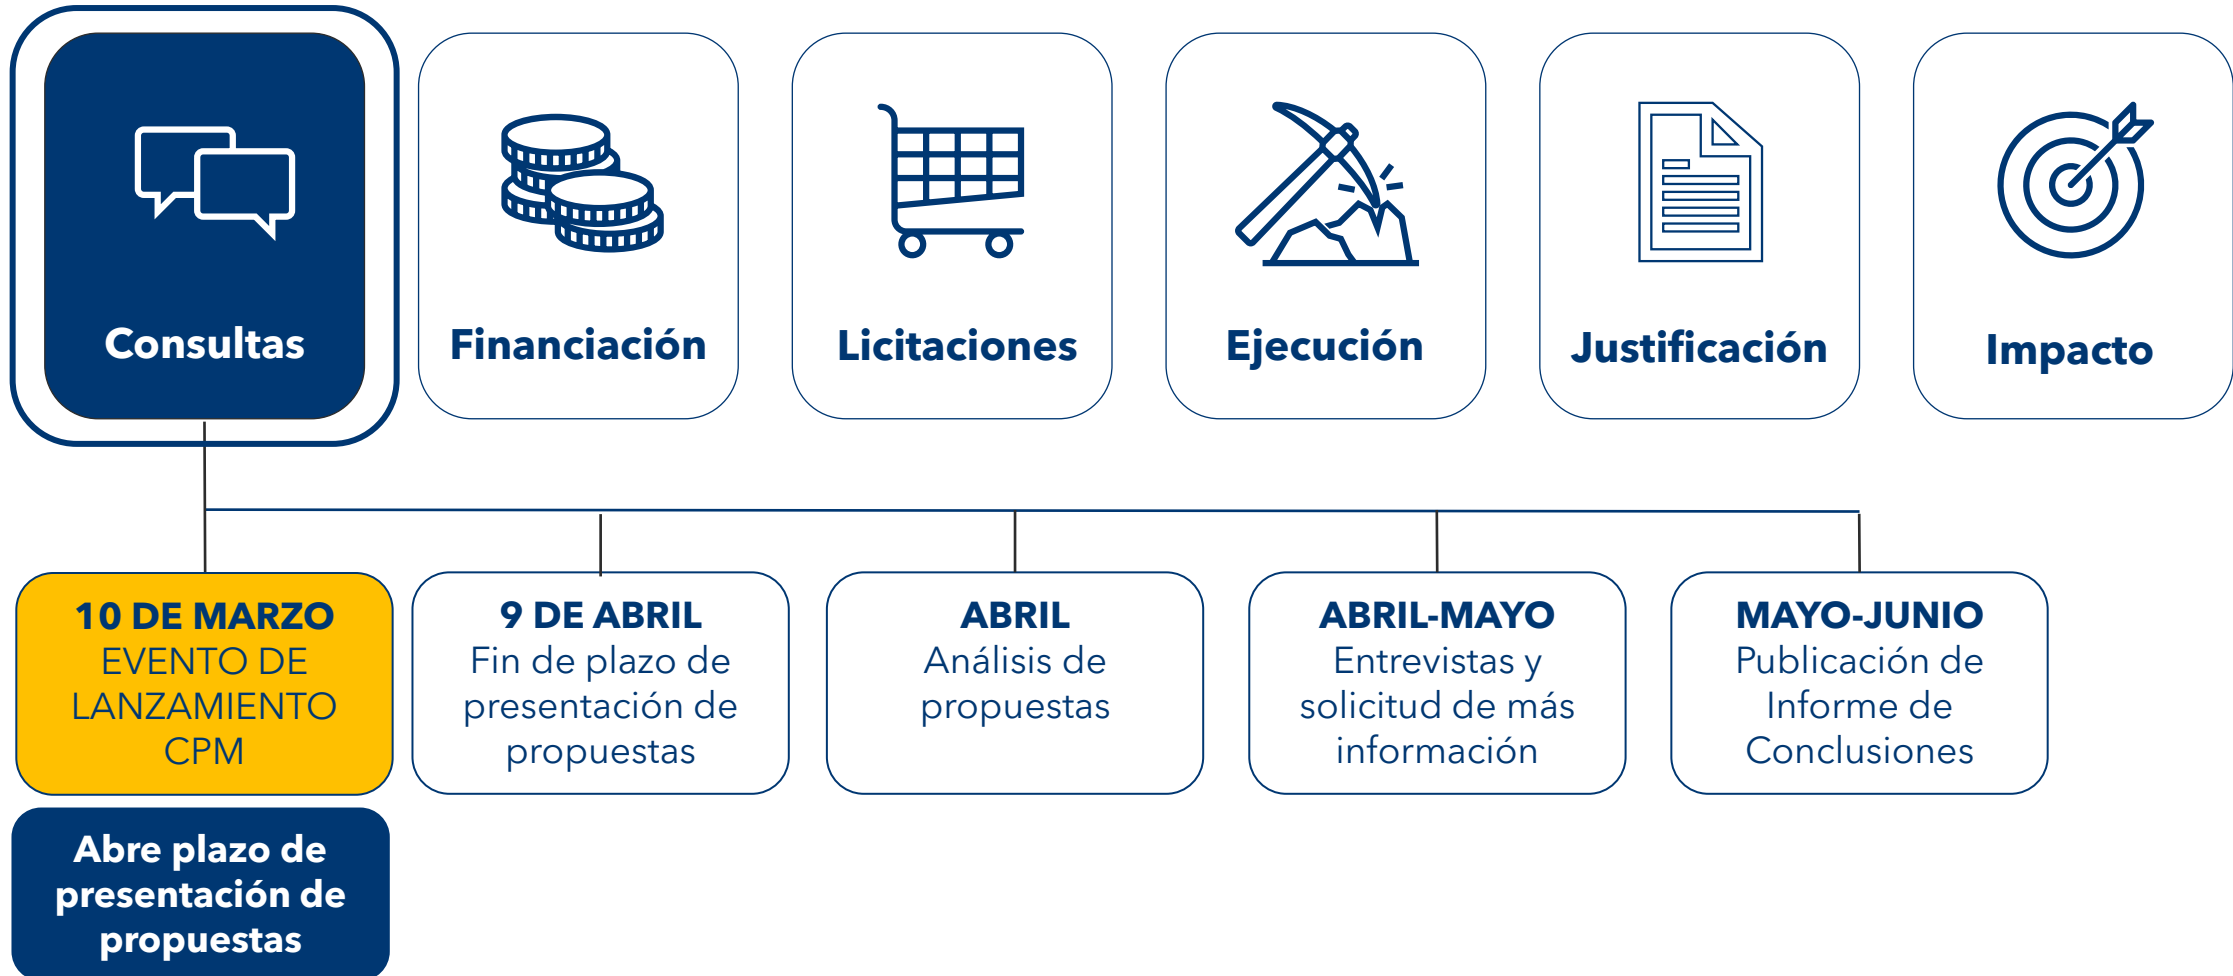 Consultas
Financiación
Licitaciones
Ejecución
Justificación
Impacto
10 DE MARZO
EVENTO DE
LANZAMIENTO
CPM
9 DE ABRIL
Fin de plazo de
presentación de
propuestas
ABRIL
Análisis de
propuestas
ABRIL-MAYO
Entrevistas y
solicitud de más
información
MAYO-JUNIO
Publicación de
Informe de
Conclusiones
Abre plazo de
presentación de
propuestas